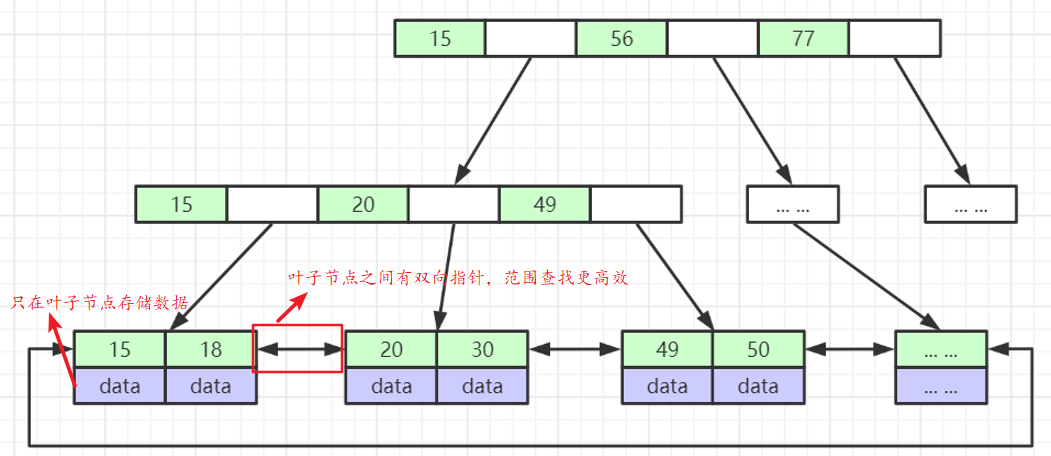 15 56 77
15 20 49 ... ... ... ...
叶子节点之间有双向指针，范围查找更高效
只在叶子节点存储数据
15 18 20 30 49 50 ... ...
data data data data data data ... ...